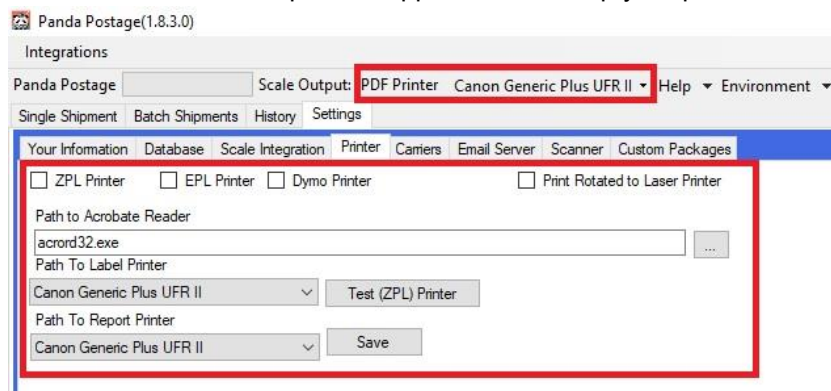 Panda Postage(1.8.3.0)
Integrations
Panda Postage Scale Output: PDF Printer Canon Generic Plus UFR II Help Environment
Single Shipment Batch Shipments History Settings
Your Information Database Scale Integration Printer Carriers Email Server Scanner Custom Packages
ZPL Printer EPL Printer Dymo Printer Print Rotated to Laser Printer
Path to Acrobate Reader
acrord32.exe ...
Path To Label Printer
Canon Generic Plus UFR II Test (ZPL) Printer
Path To Report Printer
Canon Generic Plus UFR II Save